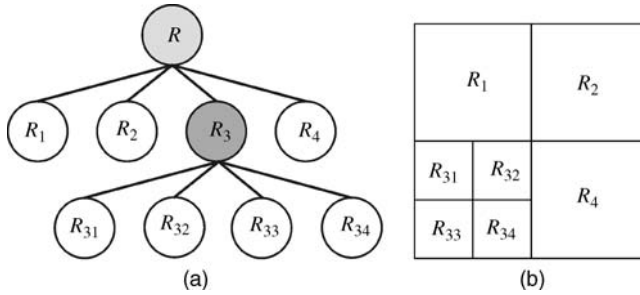 R
R₁ R₂ R₃ R₄
R₃₁ R₃₂ R₃₃ R₃₄
(a)
R₁ R₂
R₃₁ R₃₂
R₄
R₃₃ R₃₄
(b)